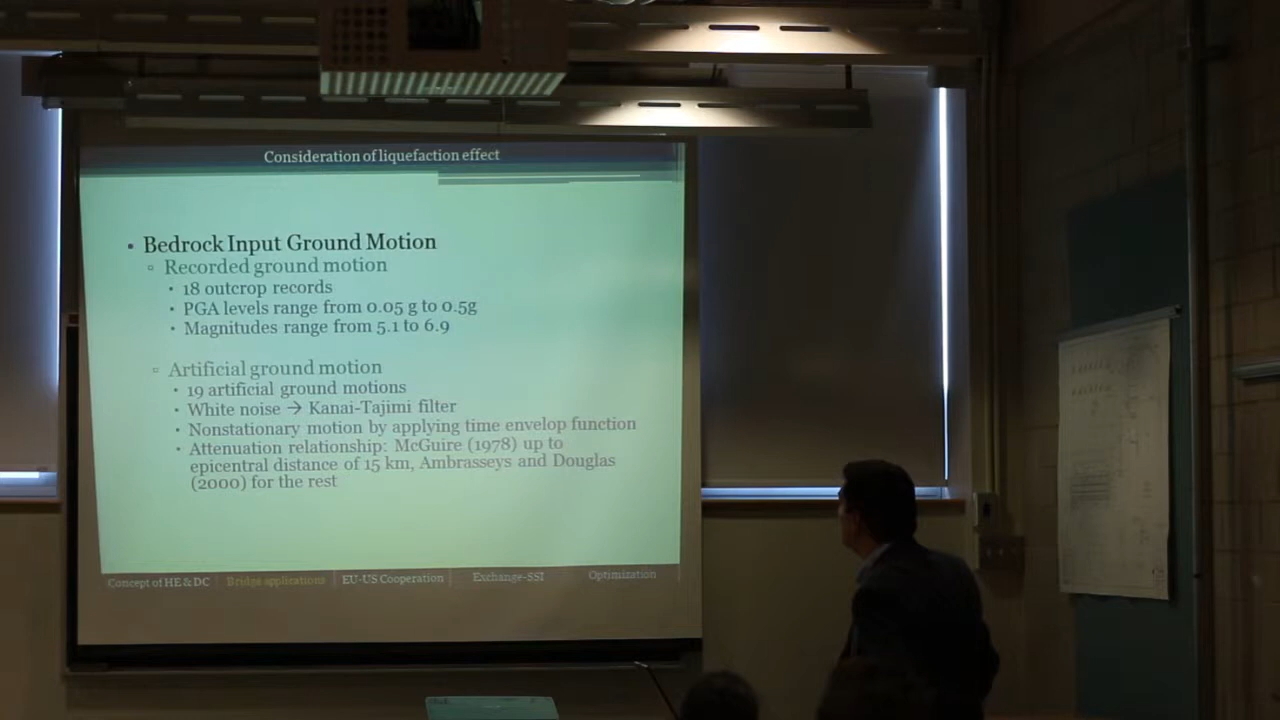 Consideration of liquefaction effect
▪ Bedrock Input Ground Motion
▫ Recorded ground motion
• 18 outcrop records
• PGA levels range from 0.05 g to 0.5g
• Magnitudes range from 5.1 to 6.9
▫ Artificial ground motion
• 19 artificial ground motions
• White noise → Kanai-Tajimi filter
• Nonstationary motion by applying time envelop function
• Attenuation relationship: McGuire (1978) up to
epicentral distance of 15 km, Ambrasseys and Douglas
(2000) for the rest
Concept of HE & DC Bridge applications EU-US Cooperation Exchange-SSI Optimization